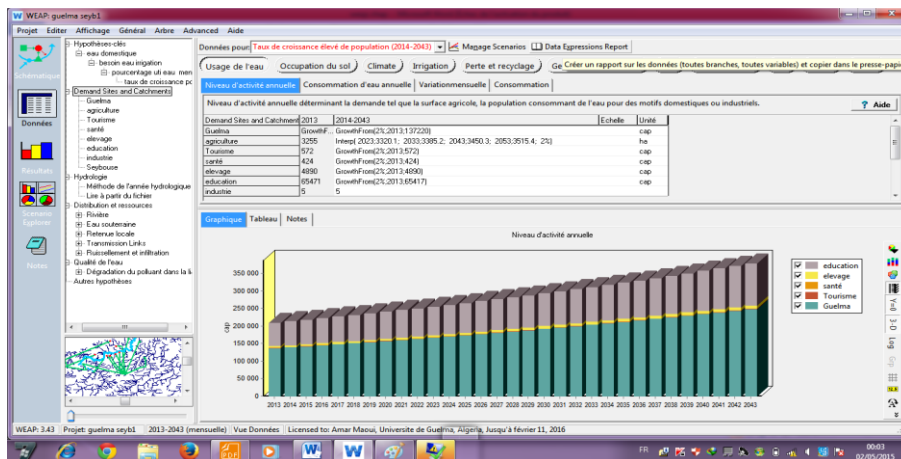 WEAP: guelma seyb1
Projet Editer Affichage Général Arbre Advanced Aide
Schématique
Données
Résultats
Scenario Explorer
Notes
Hypothèses-clés
eau domestique
besoin eau irigation
pourcentage uti eau men
taux de croissance pc
Demand Sites and Catchments
Guelma
agriculture
Tourisme
santé
elevage
education
industrie
Seybouse
Hydrologie
Méthode de l'année hydrologique
Lire à partir du fichier
Distribution et ressources
Rivière
Eau souterraine
Retenue locale
Transmission Links
Ruissellement et infiltration
Qualité de l'eau
Dégradation du polluant dans la
Autres hypothèses
Données pour: Taux de croissance élevé de population (2014-2043) Manage Scenarios Data Expressions Report
Usage de l'eau Occupation du sol Climate Irrigation Perte et recyclage Ge
Créer un rapport sur les données (toutes branches, toutes variables) et copier dans le presse-papi
Niveau d'activité annuelle Consommation d'eau annuelle Variationmensuelle Consommation
Niveau d'activité annuelle déterminant la demande tel que la surface agricole, la population consommant de l'eau pour des motifs domestiques ou industriels. ? Aide
Demand Sites and Catchment 2013 2014-2043 Echelle Unité
Guelma GrowthF... GrowthFrom(2%;2013;137220) cap
agriculture 3255 Interp( 2023;3320.1; 2033;3385.2; 2043;3450.3; 2053;3515.4; 2%) ha
Tourisme 572 GrowthFrom(2%;2013;572) cap
santé 424 GrowthFrom(2%;2013;424) cap
elevage 4890 GrowthFrom(2%;2013;4890) cap
education 65471 GrowthFrom(2%;2013;65417) cap
industrie 5 5
Graphique Tableau Notes
Niveau d'activité annuelle
350 000
300 000
250 000
200 000
150 000
100 000
50 000
0
cap
2013 2014 2015 2016 2017 2018 2019 2020 2021 2022 2023 2024 2025 2026 2027 2028 2029 2030 2031 2032 2033 2034 2035 2036 2037 2038 2039 2040 2041 2042 2043
education
elevage
santé
Tourisme
Guelma
Y=0
3-D
Log
WEAP: 3.43 Projet: guelma seyb1 2013-2043 (mensuelle) Vue Données Licensed to: Amar Maoui, Universite de Guelma, Algeria, Jusqu'à février 11, 2016
FR
00:03
02/05/2015